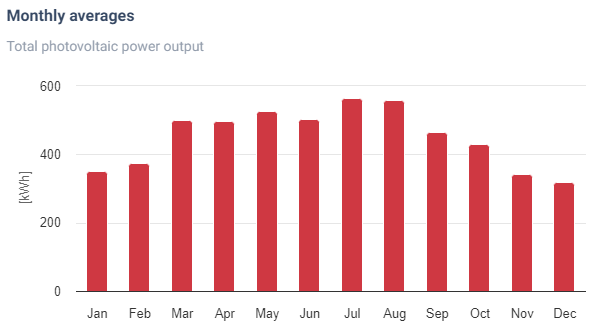 Monthly averages
Total photovoltaic power output
600
400
200
0
[kWh]
Jan Feb Mar Apr May Jun Jul Aug Sep Oct Nov Dec